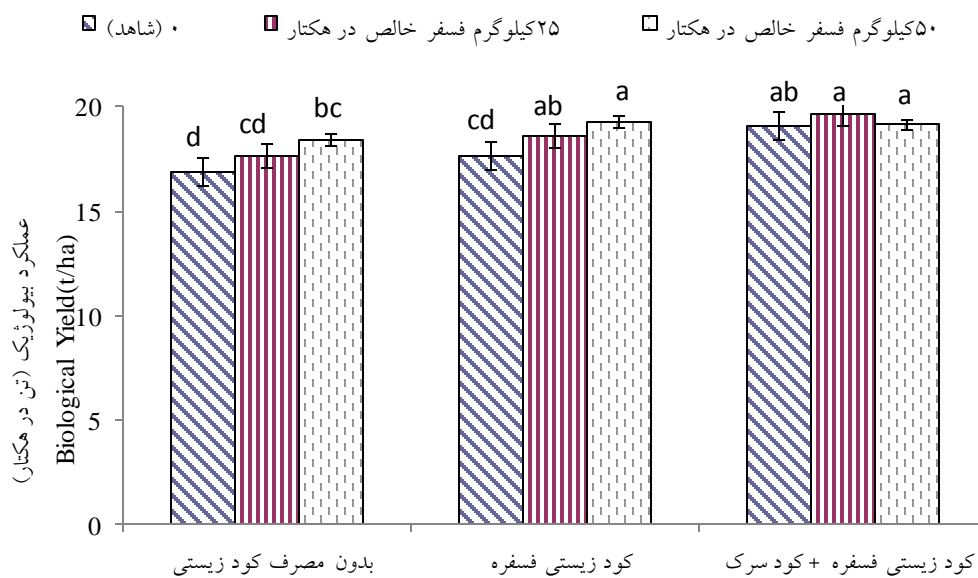 ۰ (شاهد)
۲۵کیلوگرم فسفر خالص در هکتار
۵۰کیلوگرم فسفر خالص در هکتار
عملکرد بیولوژیک (تن در هکتار)
Biological Yield(t/ha)
20
15
10
5
0
d
cd
bc
cd
ab
a
ab
a
a
بدون مصرف کود زیستی
کود زیستی فسفره
کود زیستی فسفره +کود سرک